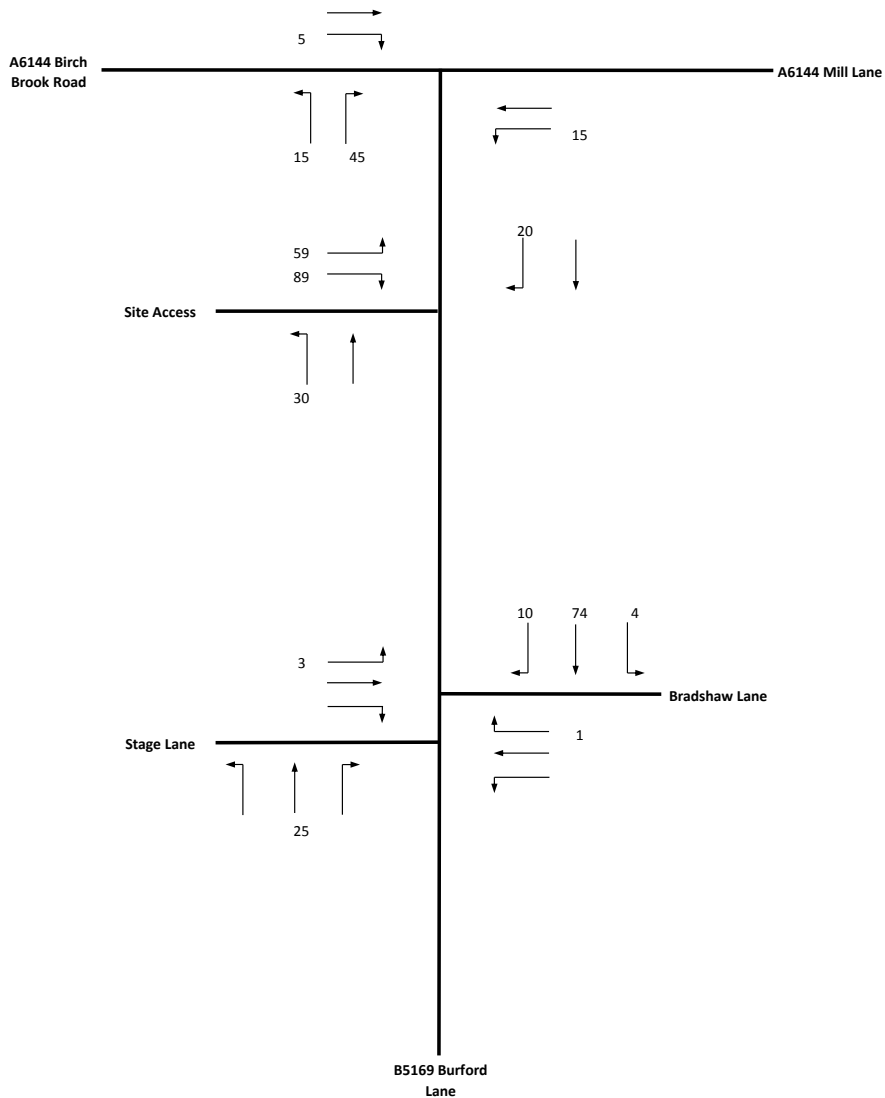 5
A6144 Birch
Brook Road
A6144 Mill Lane
15 45
15
20
59
89
Site Access
30
10 74 4
3
Bradshaw Lane
1
Stage Lane
25
B5169 Burford
Lane